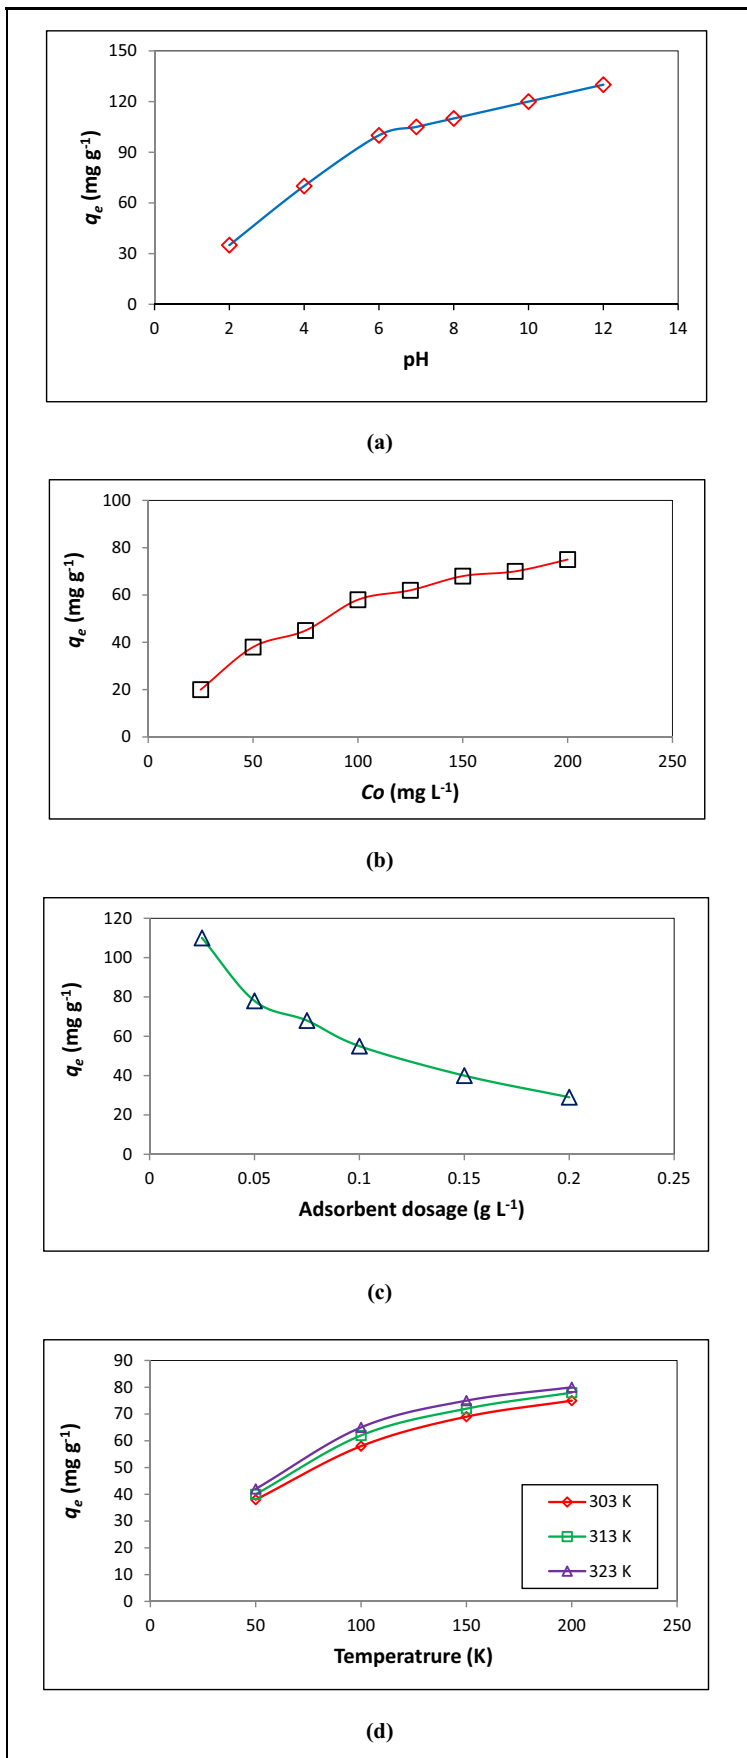 150
120
90
60
30
0
qe (mg g-1)
0 2 4 6 8 10 12 14
pH
(a)
100
80
60
40
20
0
qe (mg g-1)
0 50 100 150 200 250
Co (mg L-1)
(b)
120
100
80
60
40
20
0
qe (mg g-1)
0 0.05 0.1 0.15 0.2 0.25
Adsorbent dosage (g L-1)
(c)
90
80
70
60
50
40
30
20
10
0
qe (mg g-1)
303 K
313 K
323 K
0 50 100 150 200 250
Temperatrure (K)
(d)